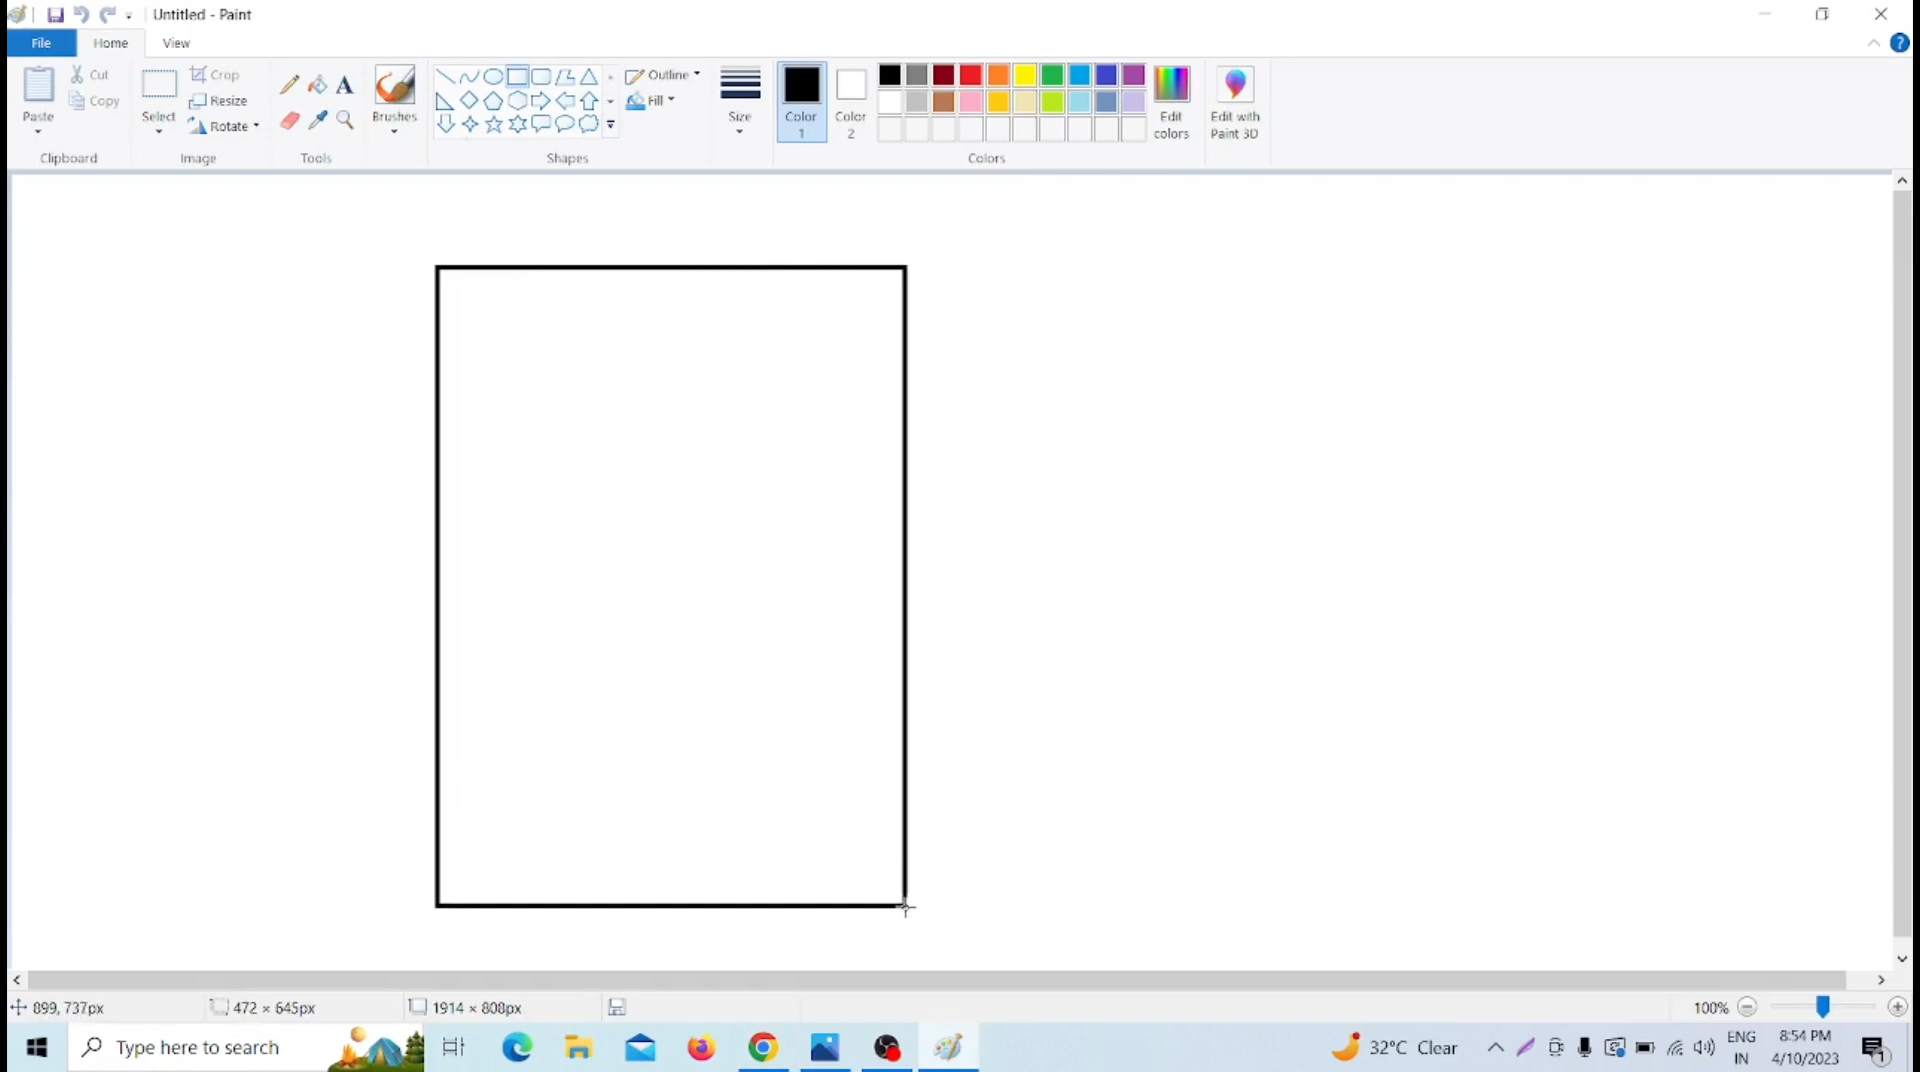 Untitled - Paint
File Home View
Paste
Cut
Copy
Clipboard
Select
Crop
Resize
Rotate
Image
A
Tools
Brushes
Outline
Fill
Shapes
Size
Color 1
Color 2
Edit colors
Colors
Edit with Paint 3D
899, 737px 472 × 645px 1914 × 808px 100%
Type here to search
32°C Clear
ENG IN
8:54 PM
4/10/2023
1